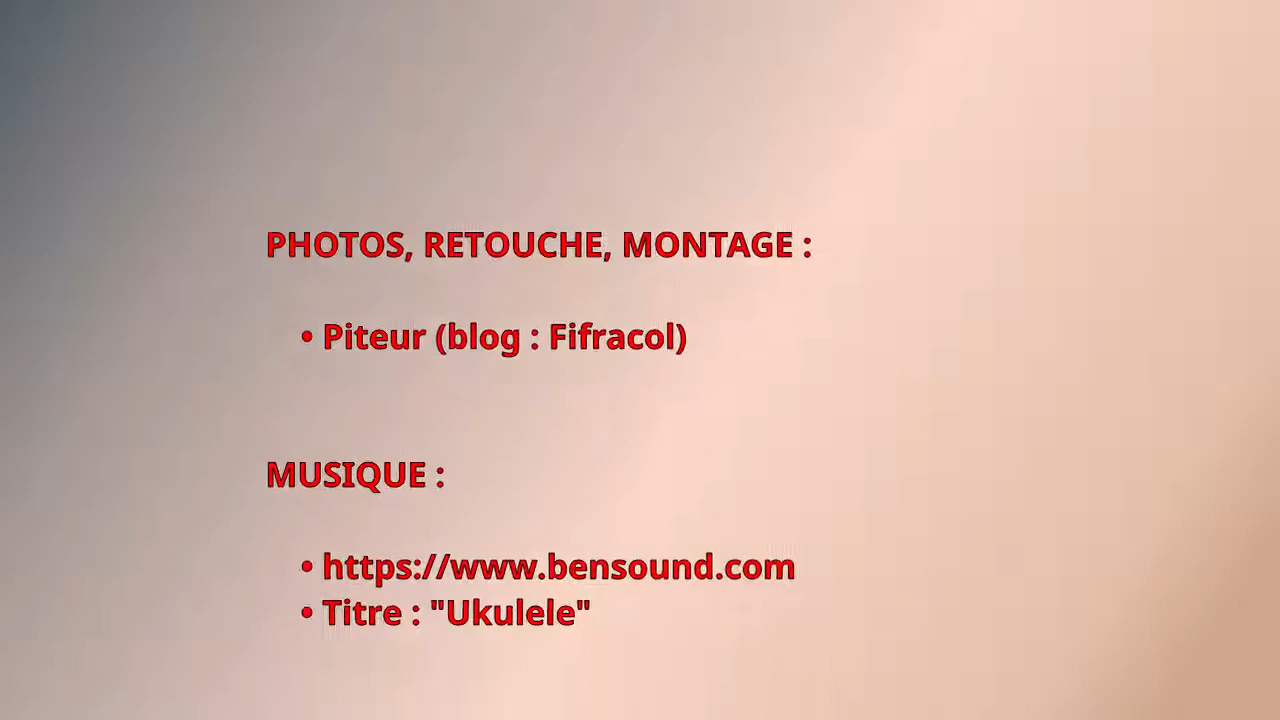 PHOTOS, RETOUCHE, MONTAGE :
• Piteur (blog : Fifracol)
MUSIQUE :
• https://www.bensound.com
• Titre : "Ukulele"